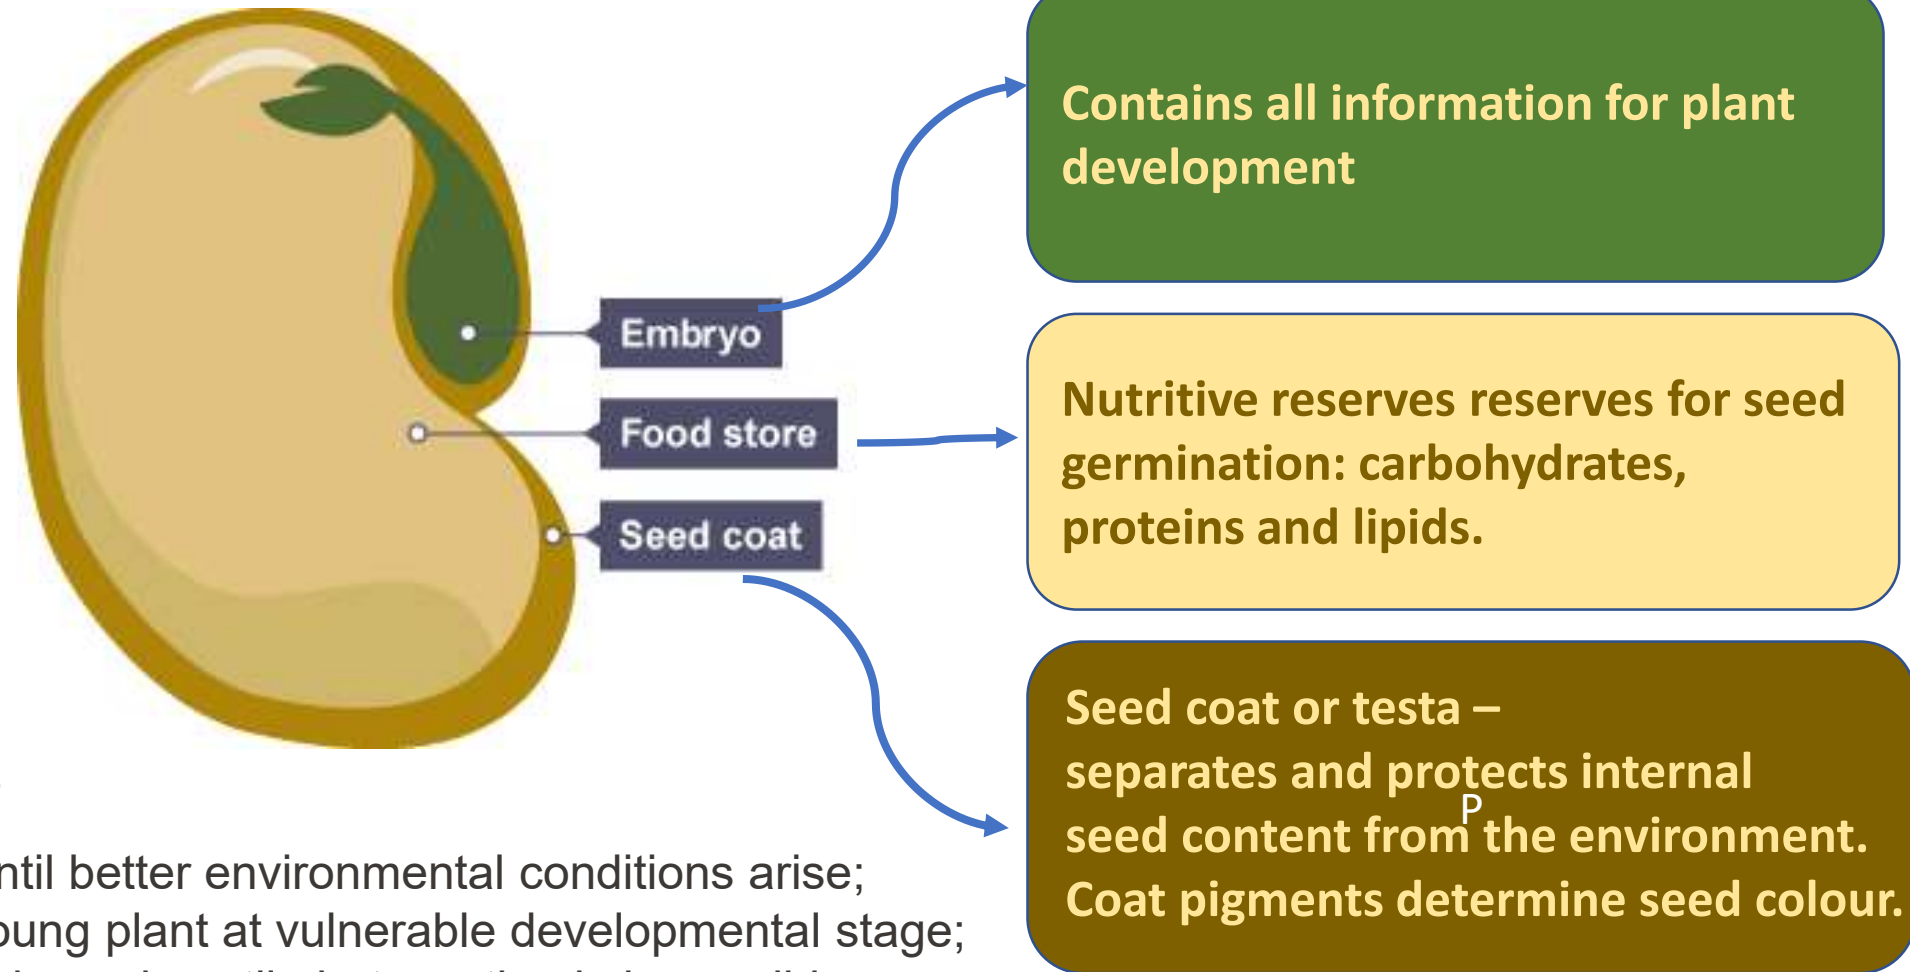 Contains all information for plant
development
Embryo
Food store
Seed coat
Nutritive reserves reserves for seed
germination: carbohydrates,
proteins and lipids.
Seed coat or testa –
separates and protects internal
P
seed content from the environment.
Coat pigments determine seed colour.
better environmental conditions arise;
plant at vulnerable developmental stage;